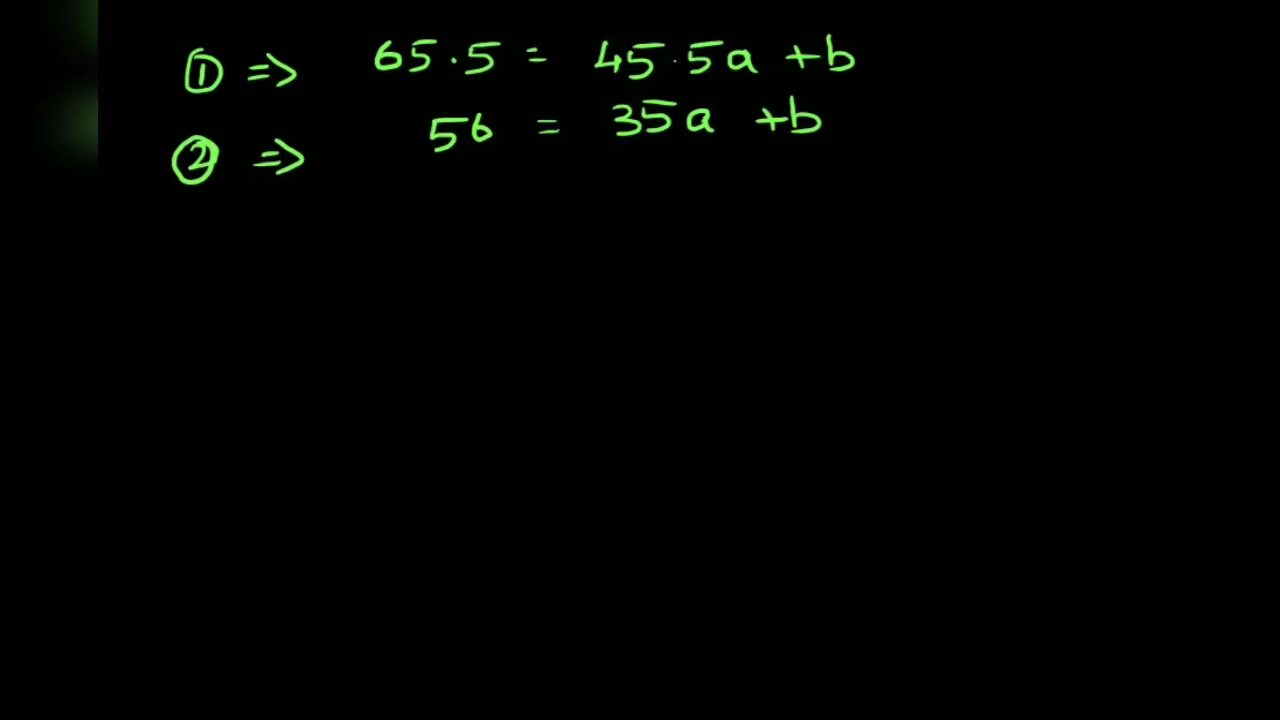 ① => 65.5 = 45.5a + b
② => 56 = 35a + b